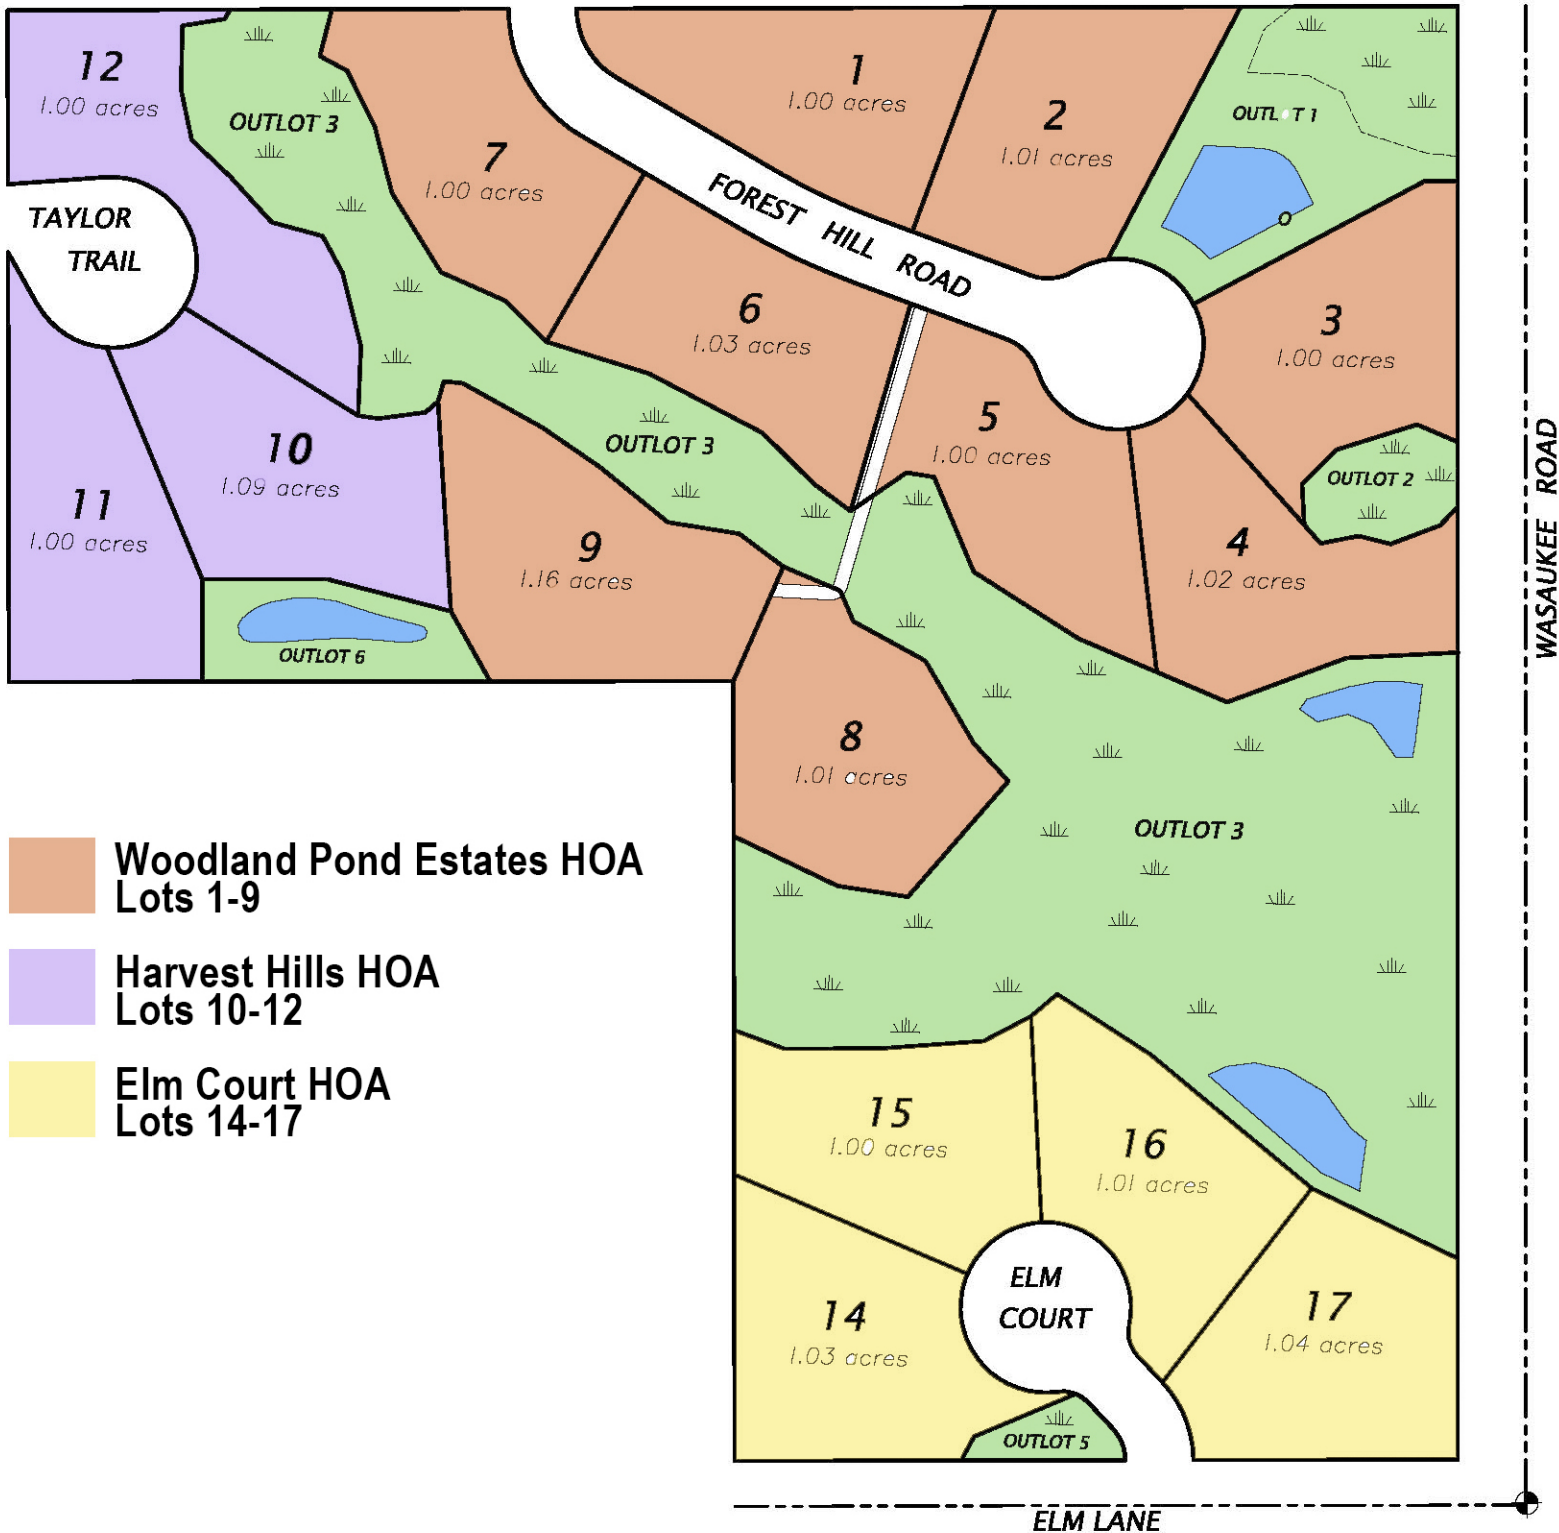 12
1.00 acres
OUTLOT 3
7
1.00 acres
1
1.00 acres
2
1.01 acres
OUTLOT 1
TAYLOR
TRAIL
FOREST HILL ROAD
6
1.03 acres
3
1.00 acres
5
1.00 acres
10
1.09 acres
OUTLOT 3
OUTLOT 2
WASAUKEE ROAD
11
1.00 acres
9
1.16 acres
4
1.02 acres
OUTLOT 6
8
1.01 acres
OUTLOT 3
Woodland Pond Estates HOA
Lots 1-9
Harvest Hills HOA
Lots 10-12
Elm Court HOA
Lots 14-17
15
1.00 acres
16
1.01 acres
ELM
COURT
14
1.03 acres
17
1.04 acres
OUTLOT 5
ELM LANE